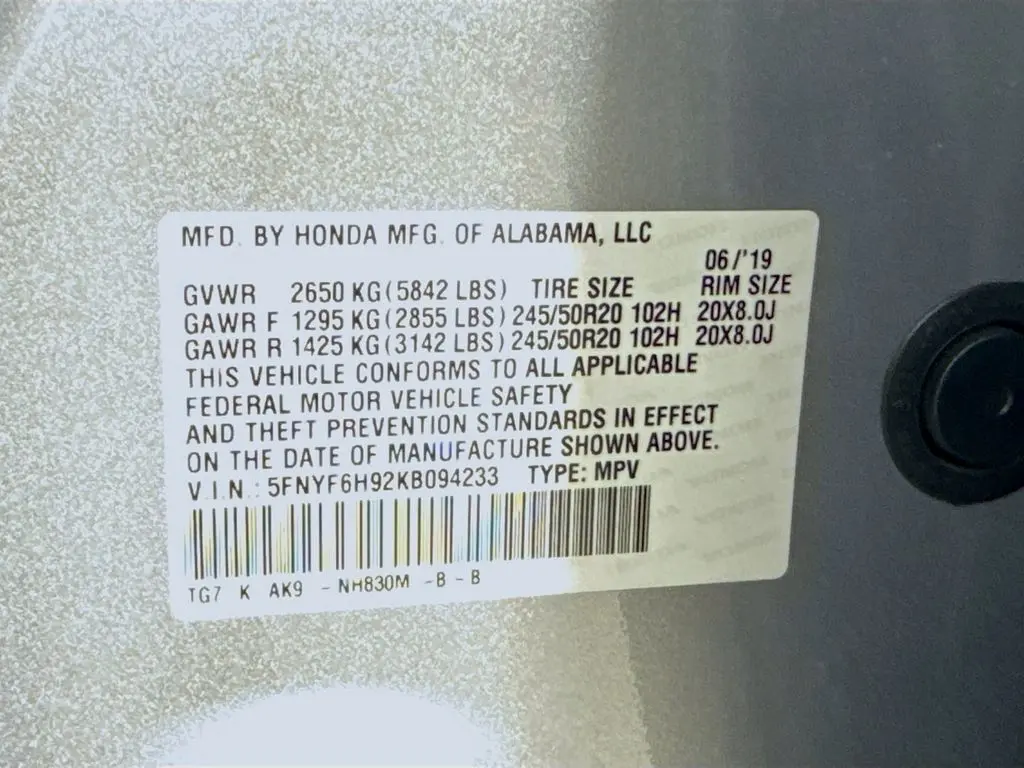 MFD. BY HONDA MFG. OF ALABAMA, LLC
06/'19
GVWR 2650 KG(5842 LBS) TIRE SIZE RIM SIZE
GAWR F 1295 KG(2855 LBS) 245/50R20 102H 20X8.0J
GAWR R 1425 KG(3142 LBS) 245/50R20 102H 20X8.0J
THIS VEHICLE CONFORMS TO ALL APPLICABLE
FEDERAL MOTOR VEHICLE SAFETY
AND THEFT PREVENTION STANDARDS IN EFFECT
ON THE DATE OF MANUFACTURE SHOWN ABOVE.
V.I.N.: 5FNYF6H92KB094233 TYPE: MPV
TG7 K AK9 - NH830M -B - B